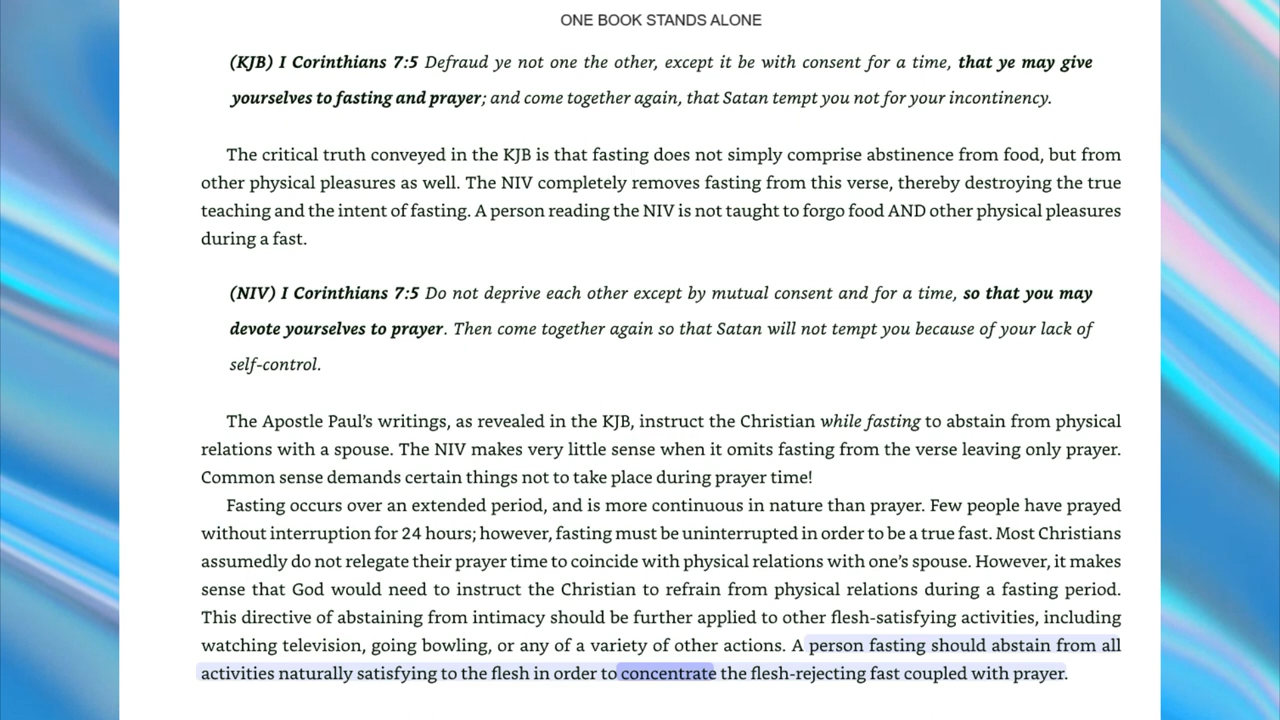 ONE BOOK STANDS ALONE
(KJB) I Corinthians 7:5 Defraud ye not one the other, except it be with consent for a time, that ye may give
yourselves to fasting and prayer; and come together again, that Satan tempt you not for your incontinency.
The critical truth conveyed in the KJB is that fasting does not simply comprise abstinence from food, but from
other physical pleasures as well. The NIV completely removes fasting from this verse, thereby destroying the true
teaching and the intent of fasting. A person reading the NIV is not taught to forgo food AND other physical pleasures
during a fast.
(NIV) I Corinthians 7:5 Do not deprive each other except by mutual consent and for a time, so that you may
devote yourselves to prayer. Then come together again so that Satan will not tempt you because of your lack of
self-control.
The Apostle Paul's writings, as revealed in the KJB, instruct the Christian while fasting to abstain from physical
relations with a spouse. The NIV makes very little sense when it omits fasting from the verse leaving only prayer.
Common sense demands certain things not to take place during prayer time!
Fasting occurs over an extended period, and is more continuous in nature than prayer. Few people have prayed
without interruption for 24 hours; however, fasting must be uninterrupted in order to be a true fast. Most Christians
assumedly do not relegate their prayer time to coincide with physical relations with one's spouse. However, it makes
sense that God would need to instruct the Christian to refrain from physical relations during a fasting period.
This directive of abstaining from intimacy should be further applied to other flesh-satisfying activities, including
watching television, going bowling, or any of a variety of other actions. A person fasting should abstain from all
activities naturally satisfying to the flesh in order to concentrate the flesh-rejecting fast coupled with prayer.